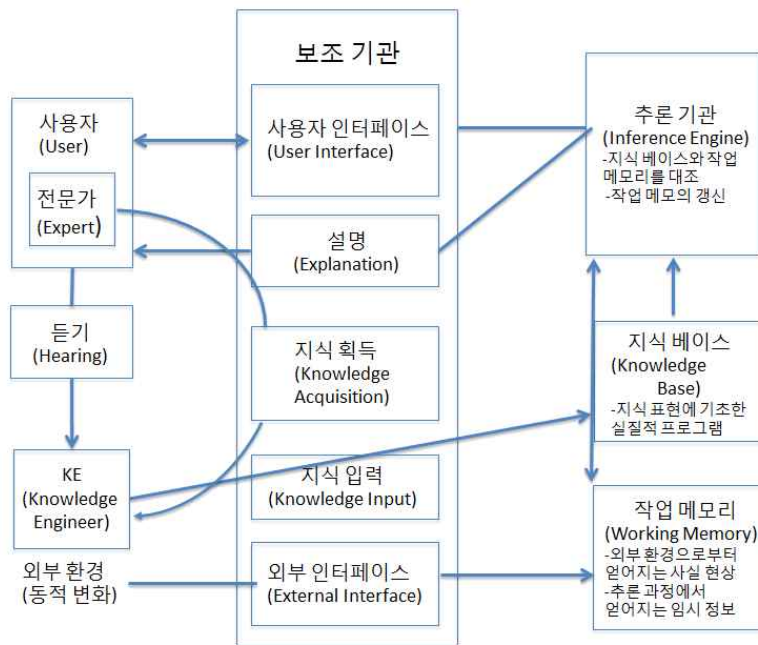 보조 기관
사용자
(User)
전문가
(Expert)
듣기
(Hearing)
KE
(Knowledge
Engineer)
외부 환경
(동적 변화)
사용자 인터페이스
(User Interface)
설명
(Explanation)
지식 획득
(Knowledge
Acquisition)
지식 입력
(Knowledge Input)
외부 인터페이스
(External Interface)
추론 기관
(Inference Engine)
-지식 베이스와 작업
메모리를 대조
-작업 메모의 갱신
지식 베이스
(Knowledge
Base)
-지식 표현에 기초한
실질적 프로그램
작업 메모리
(Working Memory)
-외부 환경으로부터
얻어지는 사실 현상
-추론 과정에서
얻어지는 임시 정보